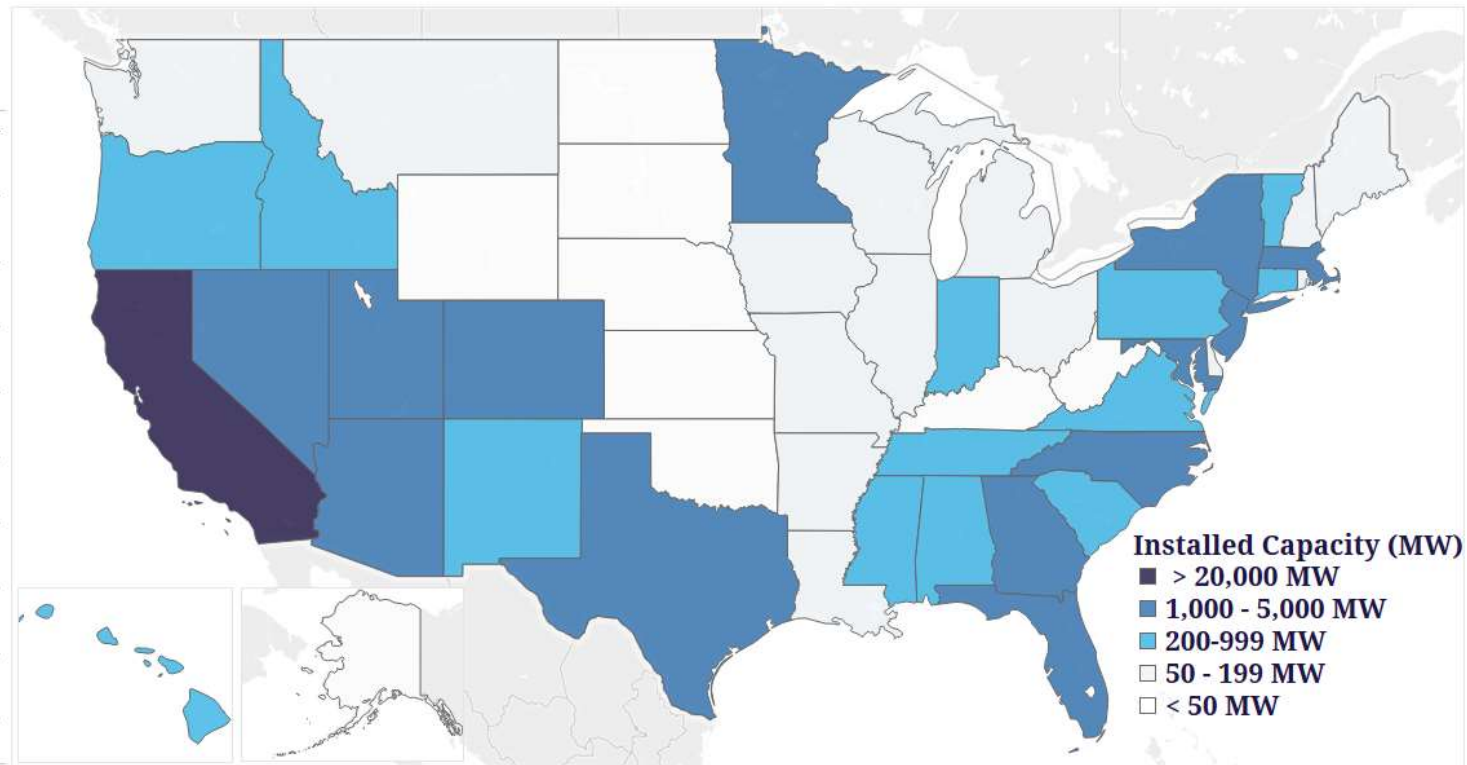 Installed Capacity (MW)
> 20,000 MW
1,000 - 5,000 MW
200-999 MW
50 - 199 MW
< 50 MW